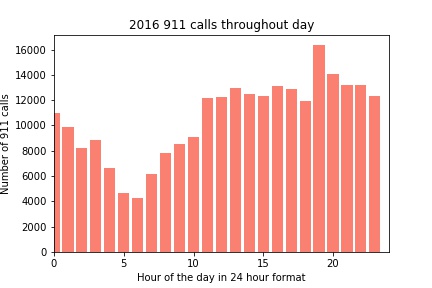 2016 911 calls throughout day
16000
14000
12000
10000
8000
6000
4000
2000
0
Number of 911 calls
0 5 10 15 20
Hour of the day in 24 hour format